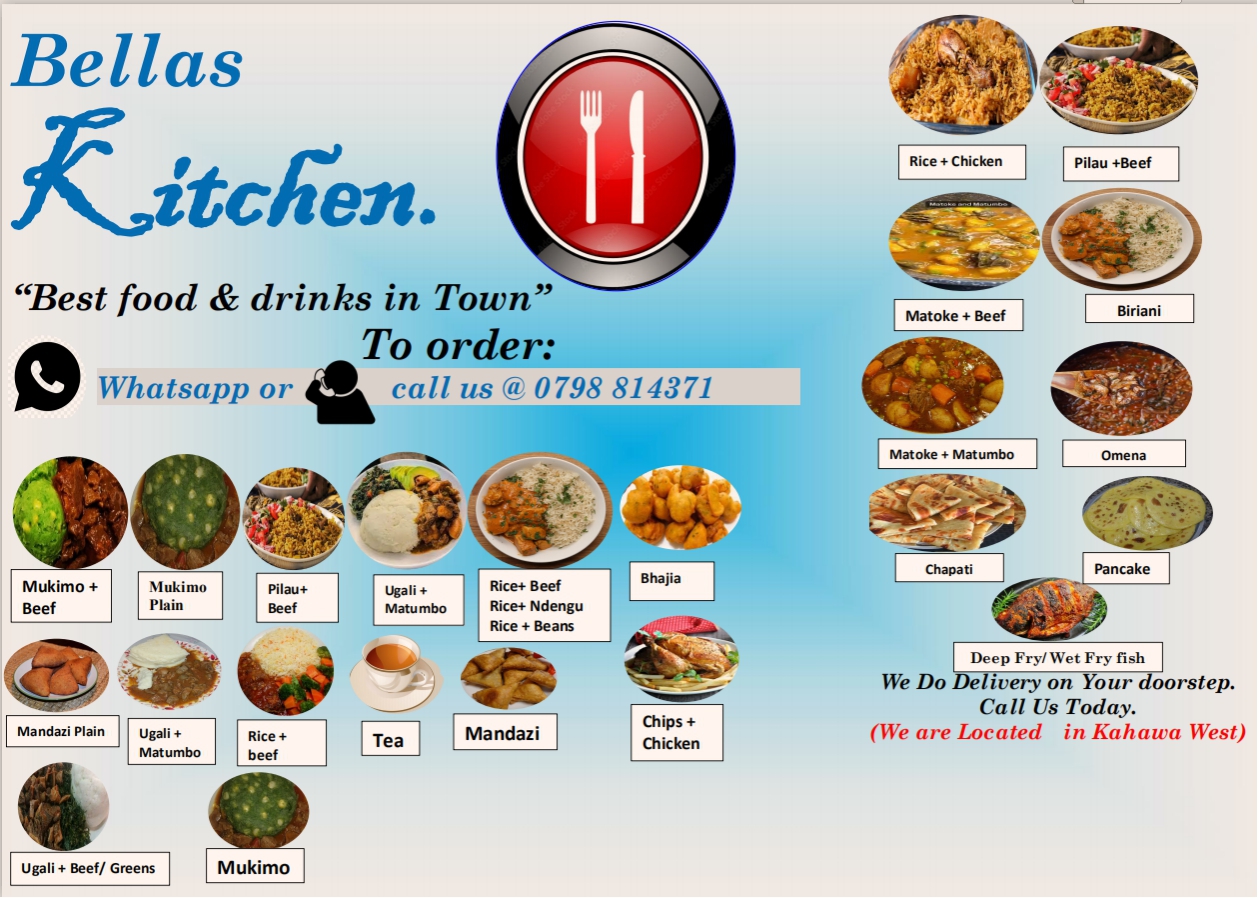 Bellas
Kitchen.
“Best food & drinks in Town”
To order:
Whatsapp or call us @ 0798 814371
Mukimo +
Beef
Mukimo
Plain
Pilau+
Beef
Ugali +
Matumbo
Rice+ Beef
Rice+ Ndengu
Rice + Beans
Bhajia
Mandazi Plain
Ugali +
Matumbo
Rice +
beef
Tea
Mandazi
Chips +
Chicken
Ugali + Beef/ Greens
Mukimo
Rice + Chicken
Pilau +Beef
Matoke and Matumbo
Matoke + Beef
Biriani
Matoke + Matumbo
Omena
Chapati
Pancake
Deep Fry/Wet Fry fish
We Do Delivery on Your doorstep.
Call Us Today.
(We are Located in Kahawa West)